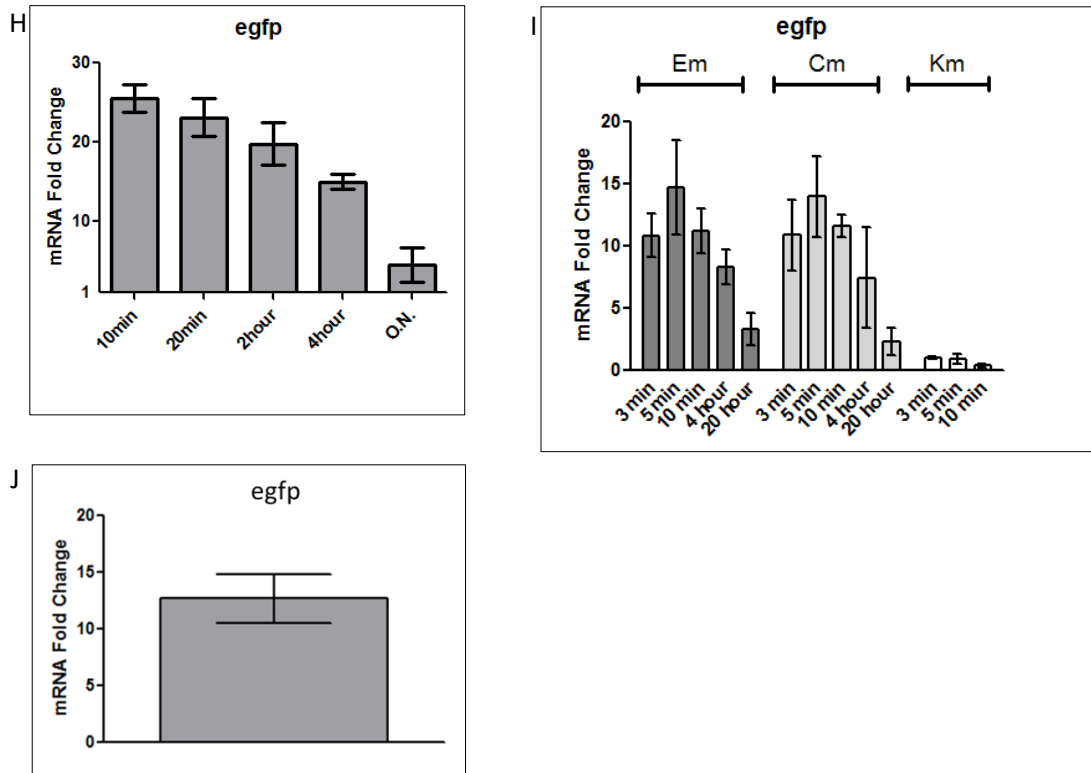 H
egfp
mRNA Fold Change
30
20
10
1
10min
20min
2hour
4hour
O.N.
I
egfp
Em Cm Km
mRNA Fold Change
20
15
10
5
0
3 min
5 min
10 min
4 hour
20 hour
3 min
5 min
10 min
4 hour
20 hour
3 min
5 min
10 min
J
egfp
mRNA Fold Change
20
15
10
5
0